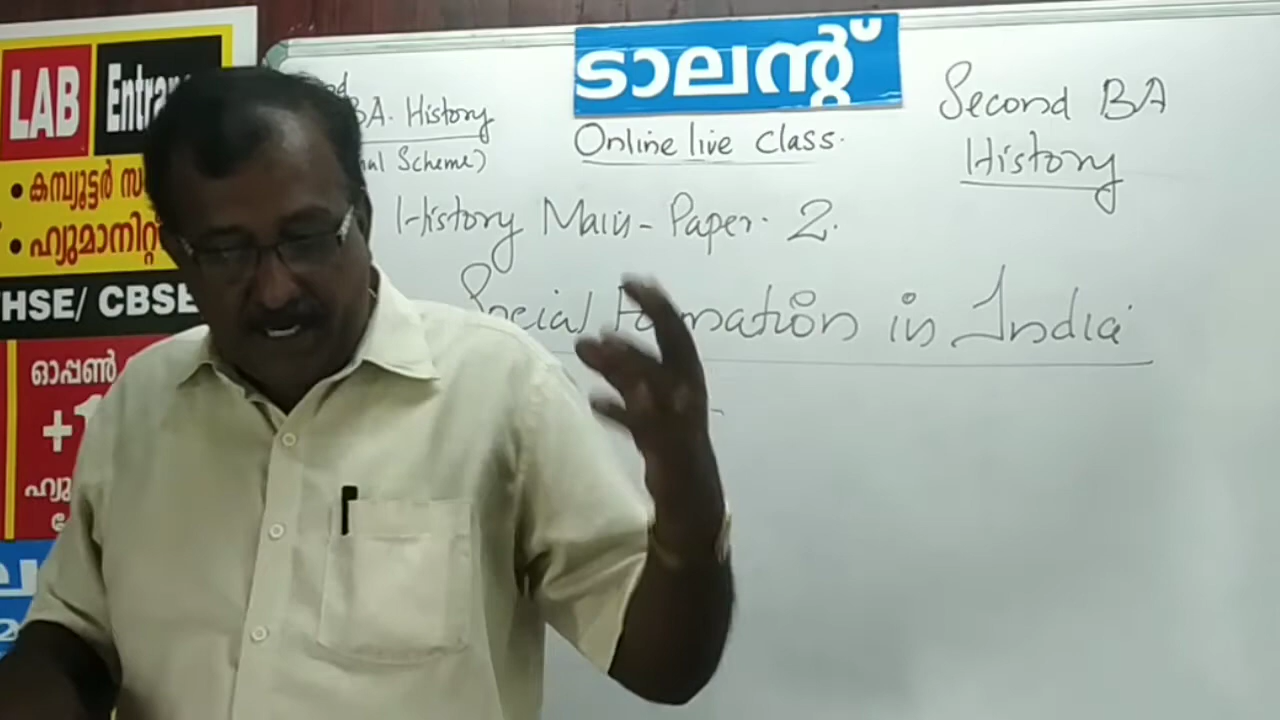 LAB
കമ്പ്യൂട്ടർ
ഹ്യുമാനിറ്റ
HSE/ CBSE
ഓപ്പൺ
+1
ഹ്യു
ടാലന്റ്
BA. History
Scheme)
Online live class.
Second BA
History
History Main-Paper. 2.
Social Formation in India